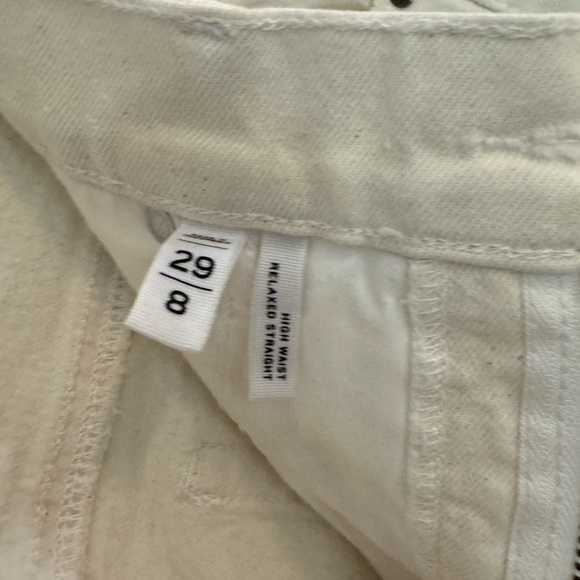 29
8
HIGH WAIST
RELAXED STRAIGHT